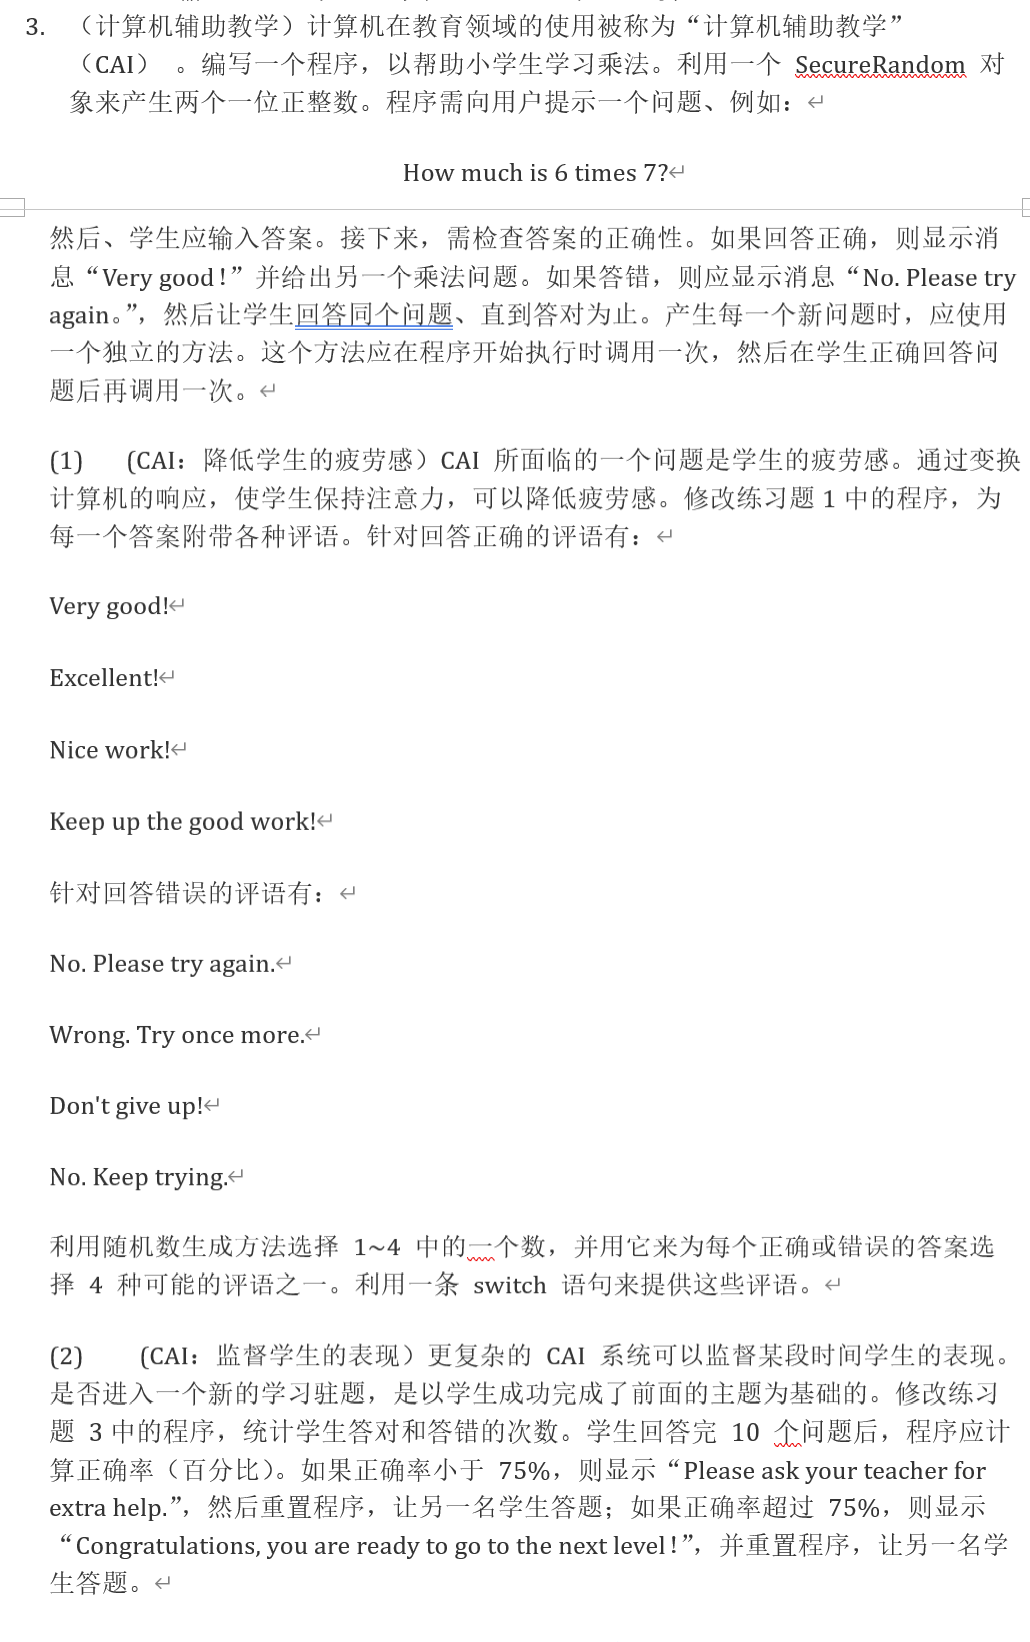 3. （计算机辅助教学）计算机在教育领域的使用被称为“计算机辅助教学”
（CAI） 。编写一个程序，以帮助小学生学习乘法。利用一个 SecureRandom 对
象来产生两个一位正整数。程序需向用户提示一个问题、例如：
How much is 6 times 7?
然后、学生应输入答案。接下来，需检查答案的正确性。如果回答正确，则显示消
息“Very good！”并给出另一个乘法问题。如果答错，则应显示消息“No. Please try
again。”，然后让学生回答同个问题、直到答对为止。产生每一个新问题时，应使用
一个独立的方法。这个方法应在程序开始执行时调用一次，然后在学生正确回答问
题后再调用一次。
(1) (CAI：降低学生的疲劳感）CAI 所面临的一个问题是学生的疲劳感。通过变换
计算机的响应，使学生保持注意力，可以降低疲劳感。修改练习题 1 中的程序，为
每一个答案附带各种评语。针对回答正确的评语有：
Very good!
Excellent!
Nice work!
Keep up the good work!
针对回答错误的评语有：
No. Please try again.
Wrong. Try once more.
Don't give up!
No. Keep trying.
利用随机数生成方法选择 1~4 中的一个数，并用它来为每个正确或错误的答案选
择 4 种可能的评语之一。利用一条 switch 语句来提供这些评语。
(2) (CAI：监督学生的表现）更复杂的 CAI 系统可以监督某段时间学生的表现。
是否进入一个新的学习驻题，是以学生成功完成了前面的主题为基础的。修改练习
题 3 中的程序，统计学生答对和答错的次数。学生回答完 10 个问题后，程序应计
算正确率（百分比）。如果正确率小于 75%，则显示“Please ask your teacher for
extra help.”，然后重置程序，让另一名学生答题；如果正确率超过 75%，则显示
“Congratulations, you are ready to go to the next level！”，并重置程序，让另一名学
生答题。